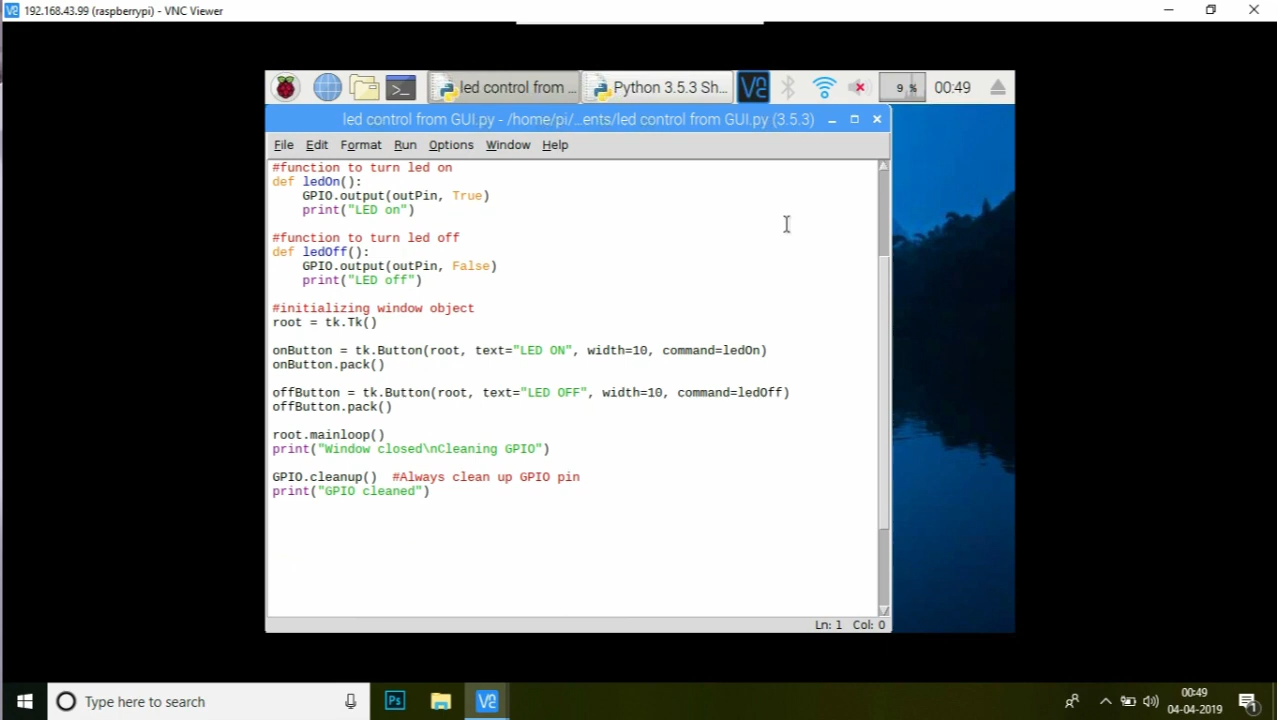 192.168.43.99 (raspberrypi) - VNC Viewer
led control from ...
Python 3.5.3 Sh...
9 %
00:49
led control from GUI.py - /home/pi/...ents/led control from GUI.py (3.5.3)
File Edit Format Run Options Window Help
#function to turn led on
def ledOn():
    GPIO.output(outPin, True)
    print("LED on")
#function to turn led off
def ledOff():
    GPIO.output(outPin, False)
    print("LED off")
#initializing window object
root = tk.Tk()
onButton = tk.Button(root, text="LED ON", width=10, command=ledOn)
onButton.pack()
offButton = tk.Button(root, text="LED OFF", width=10, command=ledOff)
offButton.pack()
root.mainloop()
print("Window closed\nCleaning GPIO")
GPIO.cleanup()  #Always clean up GPIO pin
print("GPIO cleaned")
Ln: 1 Col: 0
Type here to search
Ps
00:49
04-04-2019
1